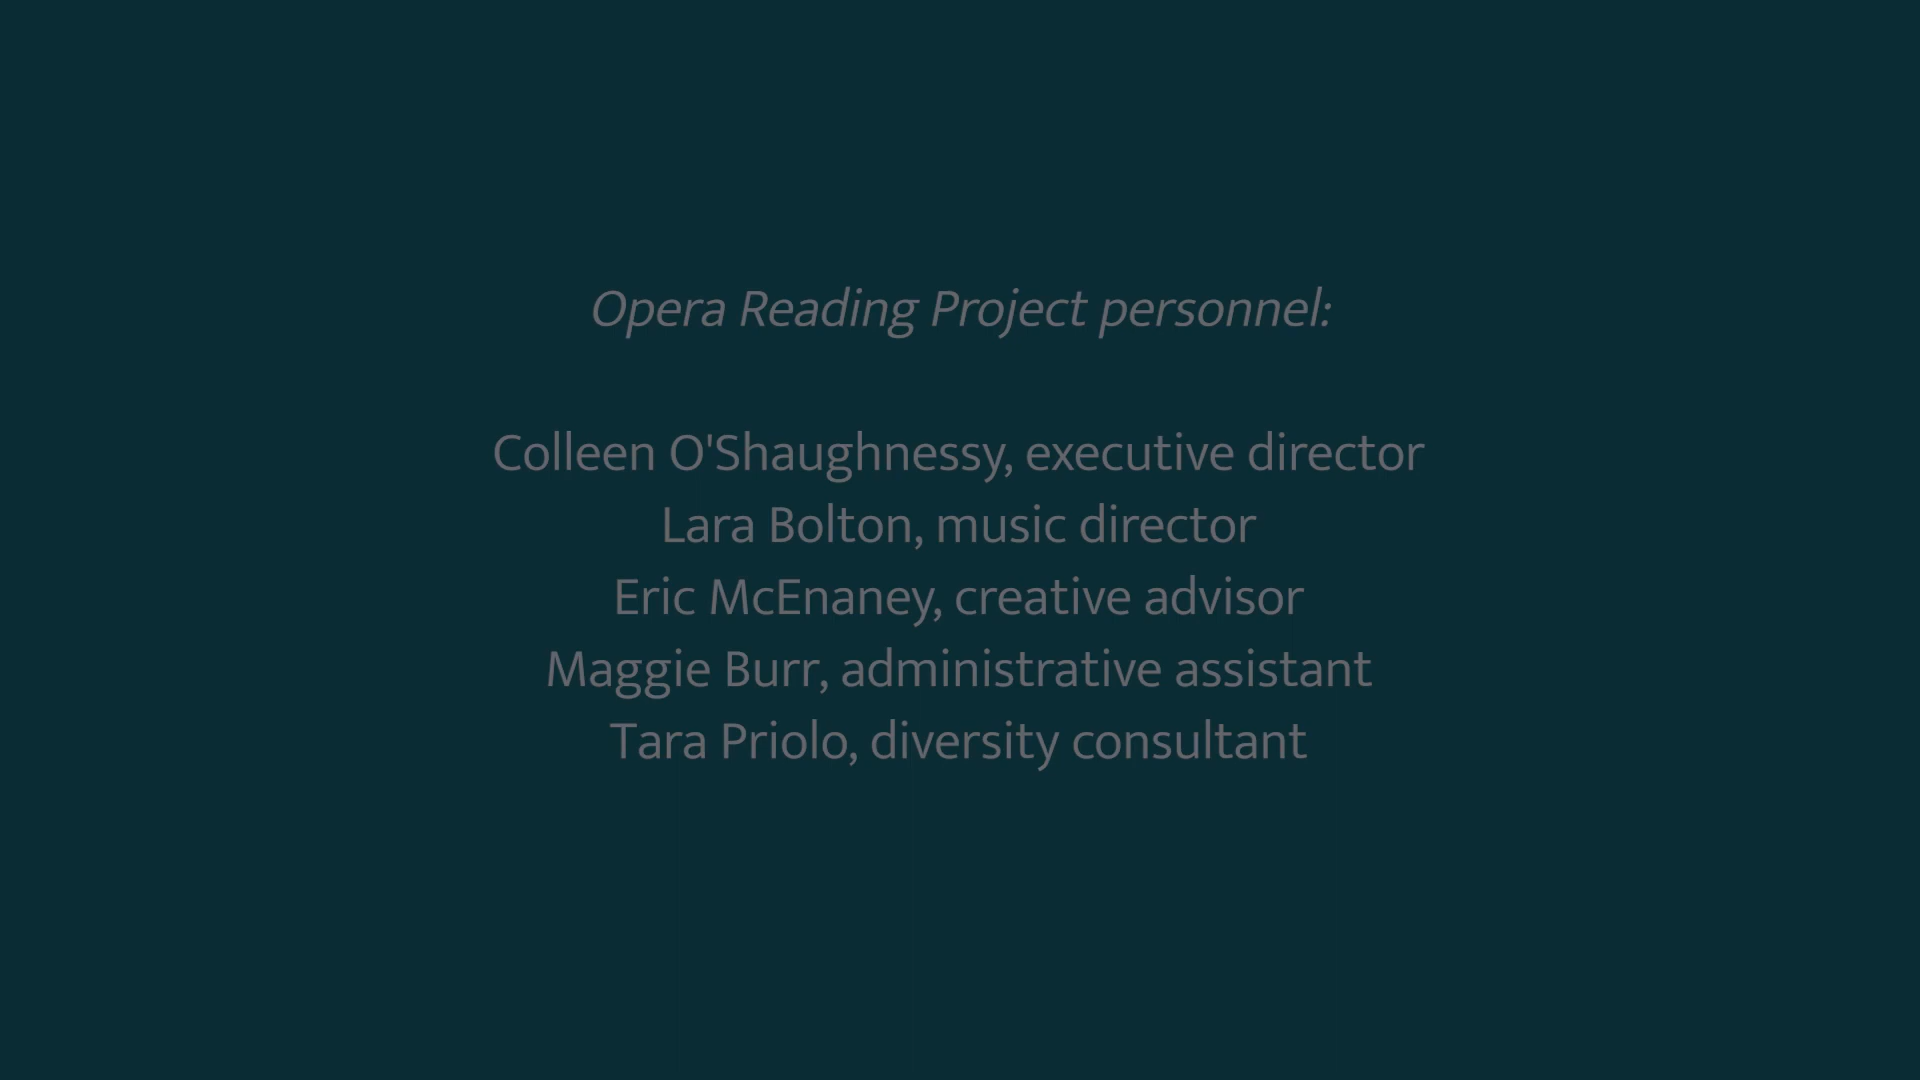 Opera Reading Project personnel:
Colleen O'Shaughnessy, executive director
Lara Bolton, music director
Eric McEnaney, creative advisor
Maggie Burr, administrative assistant
Tara Priolo, diversity consultant